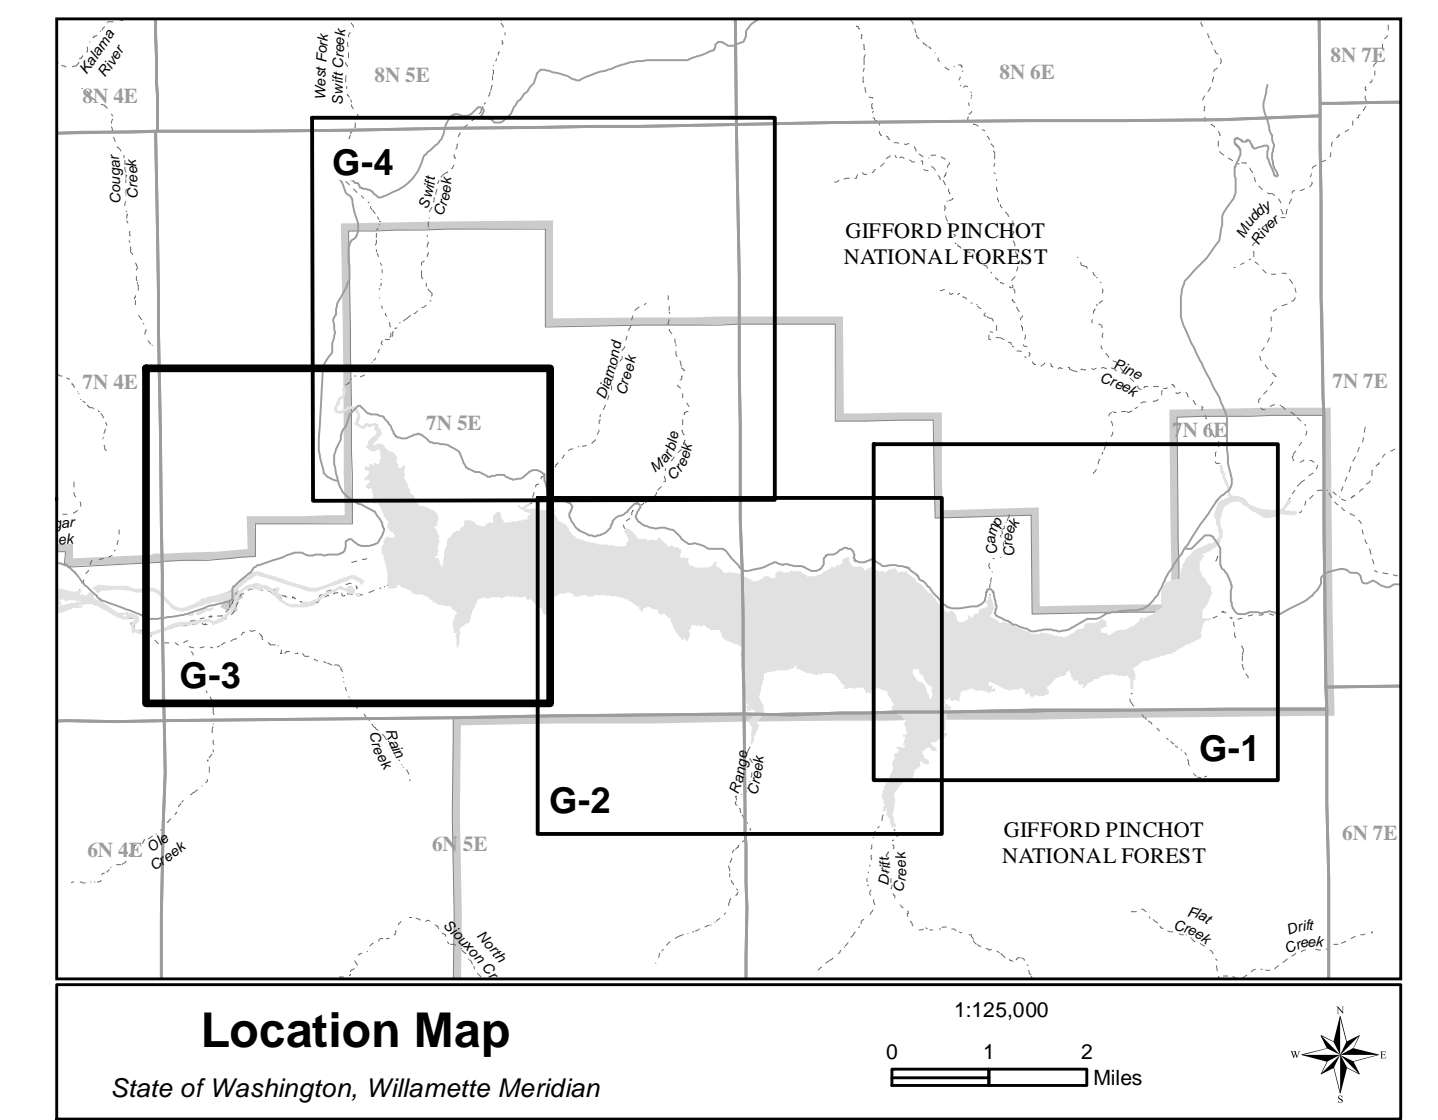 Kalama
River
8N 4E
West Fork
Swift Creek
8N 5E
8N 6E
8N 7E
Cougar
Creek
G-4
Swift
Creek
GIFFORD PINCHOT
NATIONAL FOREST
Muddy
River
7N 4E
Diamond
Creek
Pine
Creek
7N 7E
7N 5E
7N 6E
Marble
Creek
gar
ek
Camp
Creek
G-3
G-1
Rain
Creek
Range
Creek
G-2
6N 4E
Ole
Creek
6N 5E
Drift
Creek
GIFFORD PINCHOT
NATIONAL FOREST
6N 7E
North
Siouxon Cr
Flat
Creek
Drift
Creek
Location Map
State of Washington, Willamette Meridian
1:125,000
0 1 2
Miles
N
W E
S